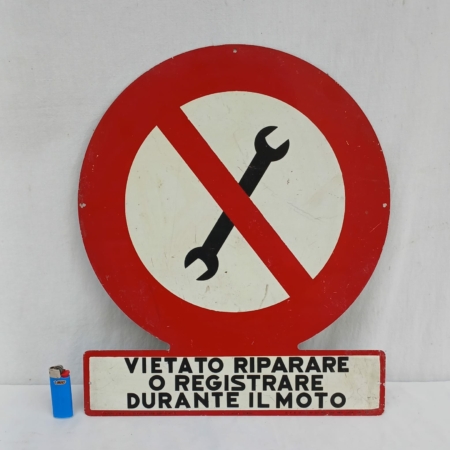 VIETATO RIPARARE
O REGISTRARE
DURANTE IL MOTO